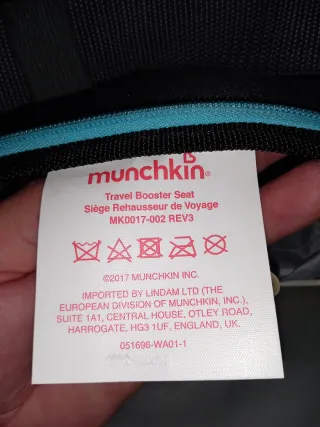 munchkin®
Travel Booster Seat
Siège Rehausseur de Voyage
MK0017-002 REV3
©2017 MUNCHKIN INC.
IMPORTED BY LINDAM LTD (THE
EUROPEAN DIVISION OF MUNCHKIN, INC.),
SUITE 1A1, CENTRAL HOUSE, OTLEY ROAD,
HARROGATE, HG3 1UF, ENGLAND, UK.
051696-WA01-1